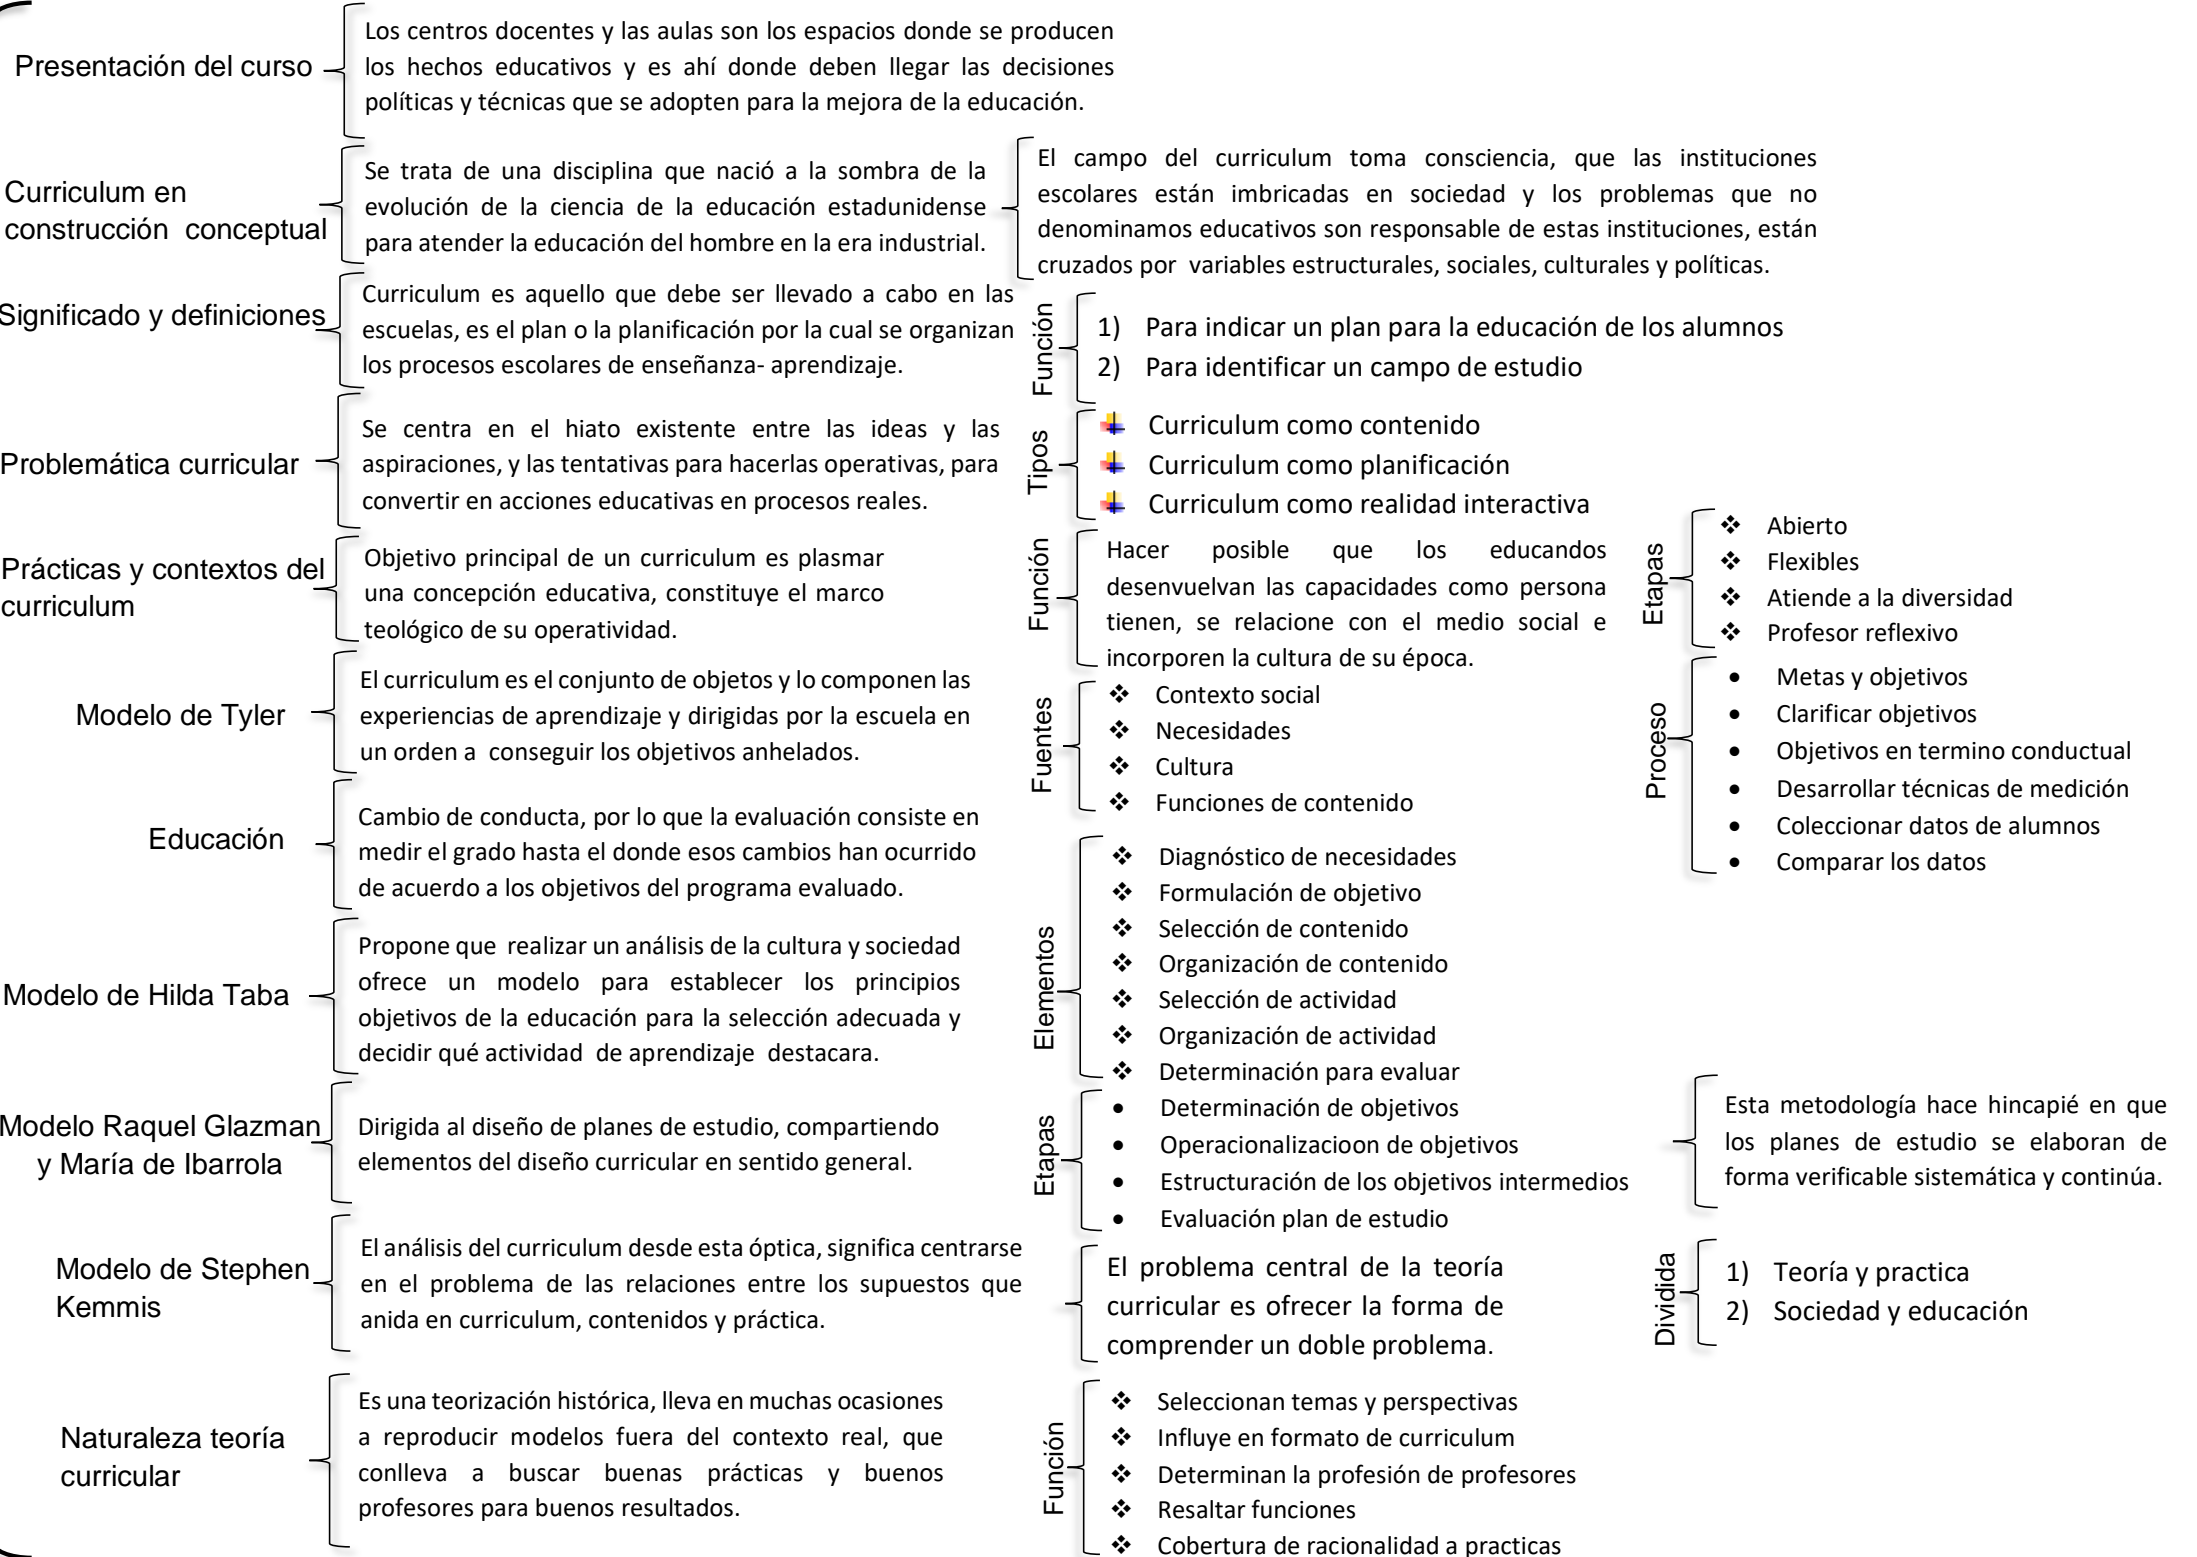 Presentación del curso
Los centros docentes y las aulas son los espacios donde se producen
los hechos educativos y es ahí donde deben llegar las decisiones
políticas y técnicas que se adopten para la mejora de la educación.
Curriculum en
construcción conceptual
Se trata de una disciplina que nació a la sombra de la
evolución de la ciencia de la educación estadunidense
para atender la educación del hombre en la era industrial.
El campo del curriculum toma consciencia, que las instituciones
escolares están imbricadas en sociedad y los problemas que no
denominamos educativos son responsable de estas instituciones, están
cruzados por variables estructurales, sociales, culturales y políticas.
Significado y definiciones
Curriculum es aquello que debe ser llevado a cabo en las
escuelas, es el plan o la planificación por la cual se organizan
los procesos escolares de enseñanza- aprendizaje.
Función
1) Para indicar un plan para la educación de los alumnos
2) Para identificar un campo de estudio
Problemática curricular
Se centra en el hiato existente entre las ideas y las
aspiraciones, y las tentativas para hacerlas operativas, para
convertir en acciones educativas en procesos reales.
Tipos
Curriculum como contenido
Curriculum como planificación
Curriculum como realidad interactiva
Prácticas y contextos del
curriculum
Objetivo principal de un curriculum es plasmar
una concepción educativa, constituye el marco
teológico de su operatividad.
Función
Hacer posible que los educandos
desenvuelvan las capacidades como persona
tienen, se relacione con el medio social e
incorporen la cultura de su época.
Etapas
❖ Abierto
❖ Flexibles
❖ Atiende a la diversidad
❖ Profesor reflexivo
Modelo de Tyler
El curriculum es el conjunto de objetos y lo componen las
experiencias de aprendizaje y dirigidas por la escuela en
un orden a conseguir los objetivos anhelados.
Fuentes
❖ Contexto social
❖ Necesidades
❖ Cultura
❖ Funciones de contenido
Proceso
• Metas y objetivos
• Clarificar objetivos
• Objetivos en termino conductual
• Desarrollar técnicas de medición
• Coleccionar datos de alumnos
• Comparar los datos
Educación
Cambio de conducta, por lo que la evaluación consiste en
medir el grado hasta el donde esos cambios han ocurrido
de acuerdo a los objetivos del programa evaluado.
Modelo de Hilda Taba
Propone que realizar un análisis de la cultura y sociedad
ofrece un modelo para establecer los principios
objetivos de la educación para la selección adecuada y
decidir qué actividad de aprendizaje destacara.
Elementos
❖ Diagnóstico de necesidades
❖ Formulación de objetivo
❖ Selección de contenido
❖ Organización de contenido
❖ Selección de actividad
❖ Organización de actividad
❖ Determinación para evaluar
Modelo Raquel Glazman
y María de Ibarrola
Dirigida al diseño de planes de estudio, compartiendo
elementos del diseño curricular en sentido general.
Etapas
• Determinación de objetivos
• Operacionalizacioon de objetivos
• Estructuración de los objetivos intermedios
• Evaluación plan de estudio
Esta metodología hace hincapié en que
los planes de estudio se elaboran de
forma verificable sistemática y continúa.
Modelo de Stephen
Kemmis
El análisis del curriculum desde esta óptica, significa centrarse
en el problema de las relaciones entre los supuestos que
anida en curriculum, contenidos y práctica.
El problema central de la teoría
curricular es ofrecer la forma de
comprender un doble problema.
Dividida
1) Teoría y practica
2) Sociedad y educación
Naturaleza teoría
curricular
Es una teorización histórica, lleva en muchas ocasiones
a reproducir modelos fuera del contexto real, que
conlleva a buscar buenas prácticas y buenos
profesores para buenos resultados.
Función
❖ Seleccionan temas y perspectivas
❖ Influye en formato de curriculum
❖ Determinan la profesión de profesores
❖ Resaltar funciones
❖ Cobertura de racionalidad a practicas